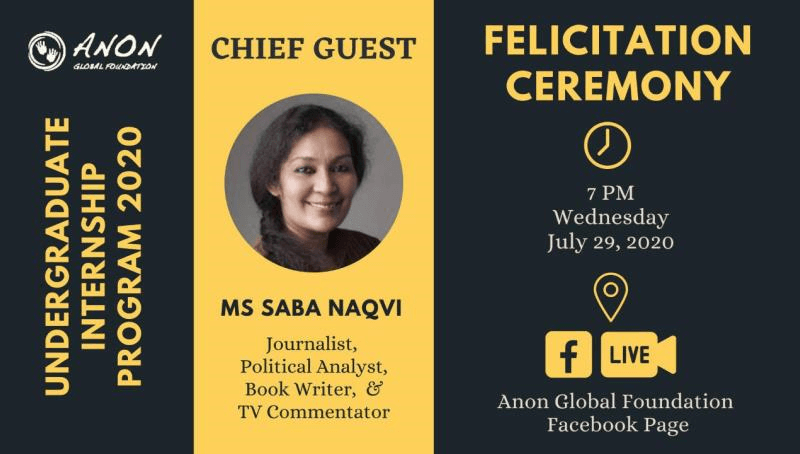 ANON
GLOBAL FOUNDATION
UNDERGRADUATE
INTERNSHIP
PROGRAM 2020
CHIEF GUEST
MS SABA NAQVI
Journalist,
Political Analyst,
Book Writer, &
TV Commentator
FELICITATION
CEREMONY
7 PM
Wednesday
July 29, 2020
f LIVE
Anon Global Foundation
Facebook Page